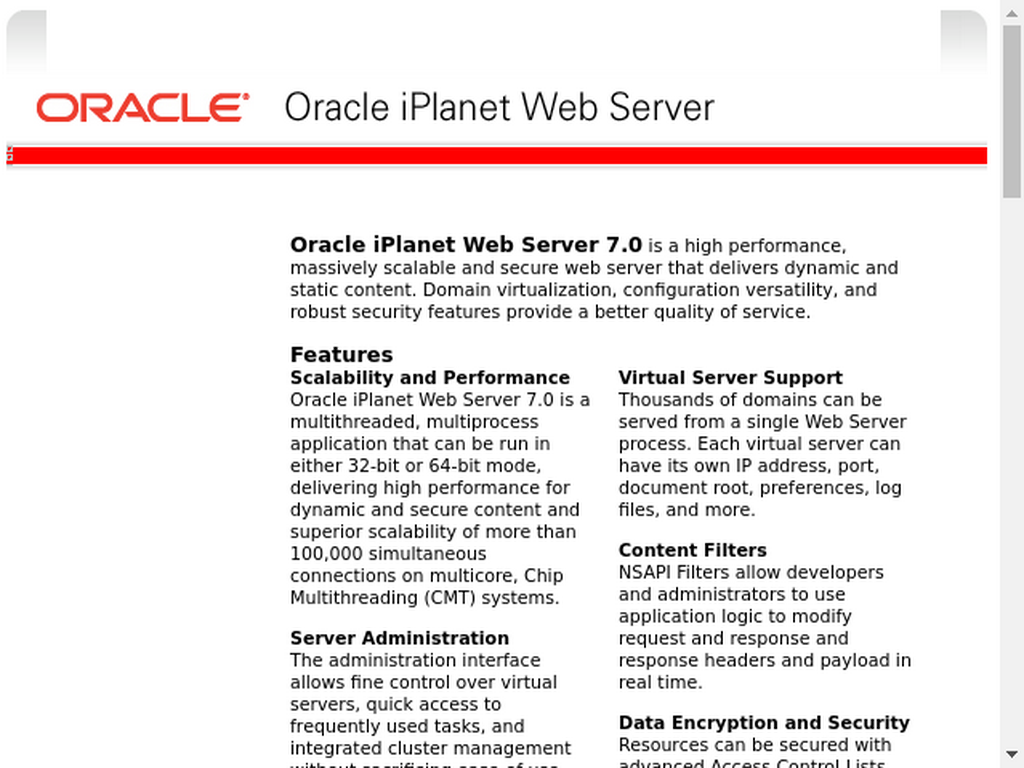 ORACLE
Oracle iPlanet Web Server
Oracle iPlanet Web Server 7.0 is a high performance,
massively scalable and secure web server that delivers dynamic and
static content. Domain virtualization, configuration versatility, and
robust security features provide a better quality of service.
Features
Scalability and Performance
Oracle iPlanet Web Server 7.0 is a
multithreaded, multiprocess
application that can be run in
either 32-bit or 64-bit mode,
delivering high performance for
dynamic and secure content and
superior scalability of more than
100,000 simultaneous
connections on multicore, Chip
Multithreading (CMT) systems.
Server Administration
The administration interface
allows fine control over virtual
servers, quick access to
frequently used tasks, and
integrated cluster management
without sacrificing ease of use
Virtual Server Support
Thousands of domains can be
served from a single Web Server
process. Each virtual server can
have its own IP address, port,
document root, preferences, log
files, and more.
Content Filters
NSAPI Filters allow developers
and administrators to use
application logic to modify
request and response and
response headers and payload in
real time.
Data Encryption and Security
Resources can be secured with
advanced Access Control Lists